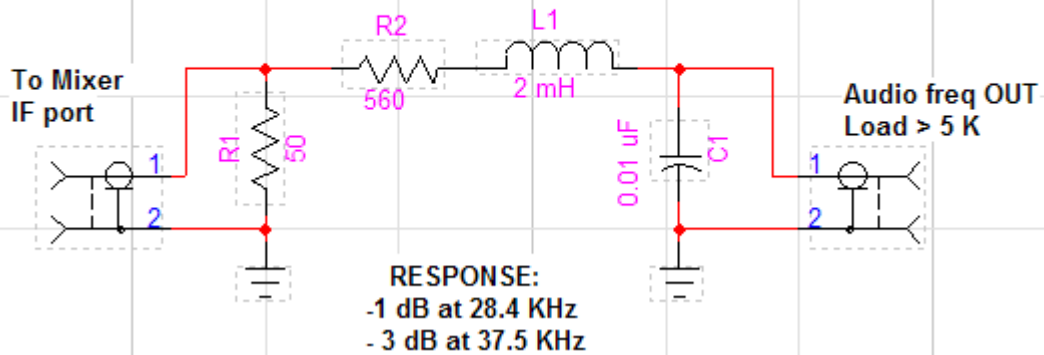 R2
L1
To Mixer
IF port
560
2 mH
Audio freq OUT
Load > 5 K
R1
50
0.01 uF
C1
1
2
1
2
RESPONSE:
-1 dB at 28.4 KHz
- 3 dB at 37.5 KHz